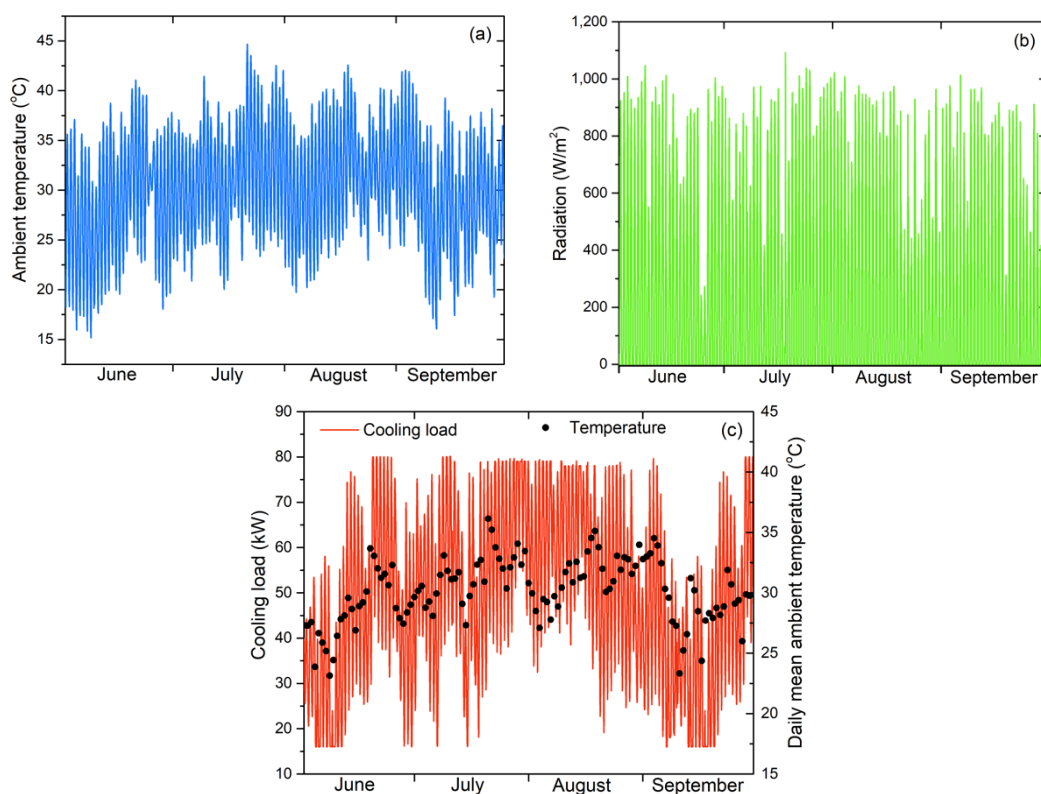 (a)
Ambient temperature (°C)
45
40
35
30
25
20
15
June July August September
(b)
Radiation (W/m²)
1,200
1,000
800
600
400
200
0
June July August September
(c)
Cooling load Temperature
Cooling load (kW)
90
80
70
60
50
40
30
20
10
Daily mean ambient temperature (°C)
45
40
35
30
25
20
15
June July August September